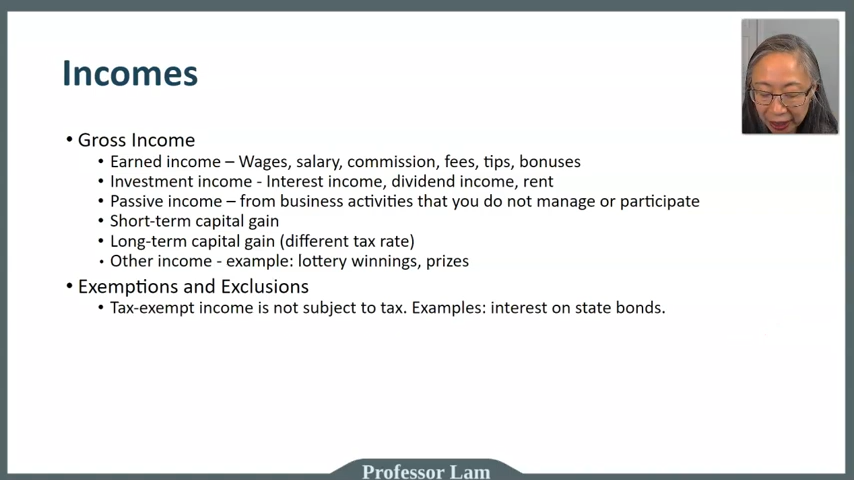 Incomes
• Gross Income
• Earned income – Wages, salary, commission, fees, tips, bonuses
• Investment income - Interest income, dividend income, rent
• Passive income – from business activities that you do not manage or participate
• Short-term capital gain
• Long-term capital gain (different tax rate)
• Other income - example: lottery winnings, prizes
• Exemptions and Exclusions
• Tax-exempt income is not subject to tax. Examples: interest on state bonds.
Professor Lam